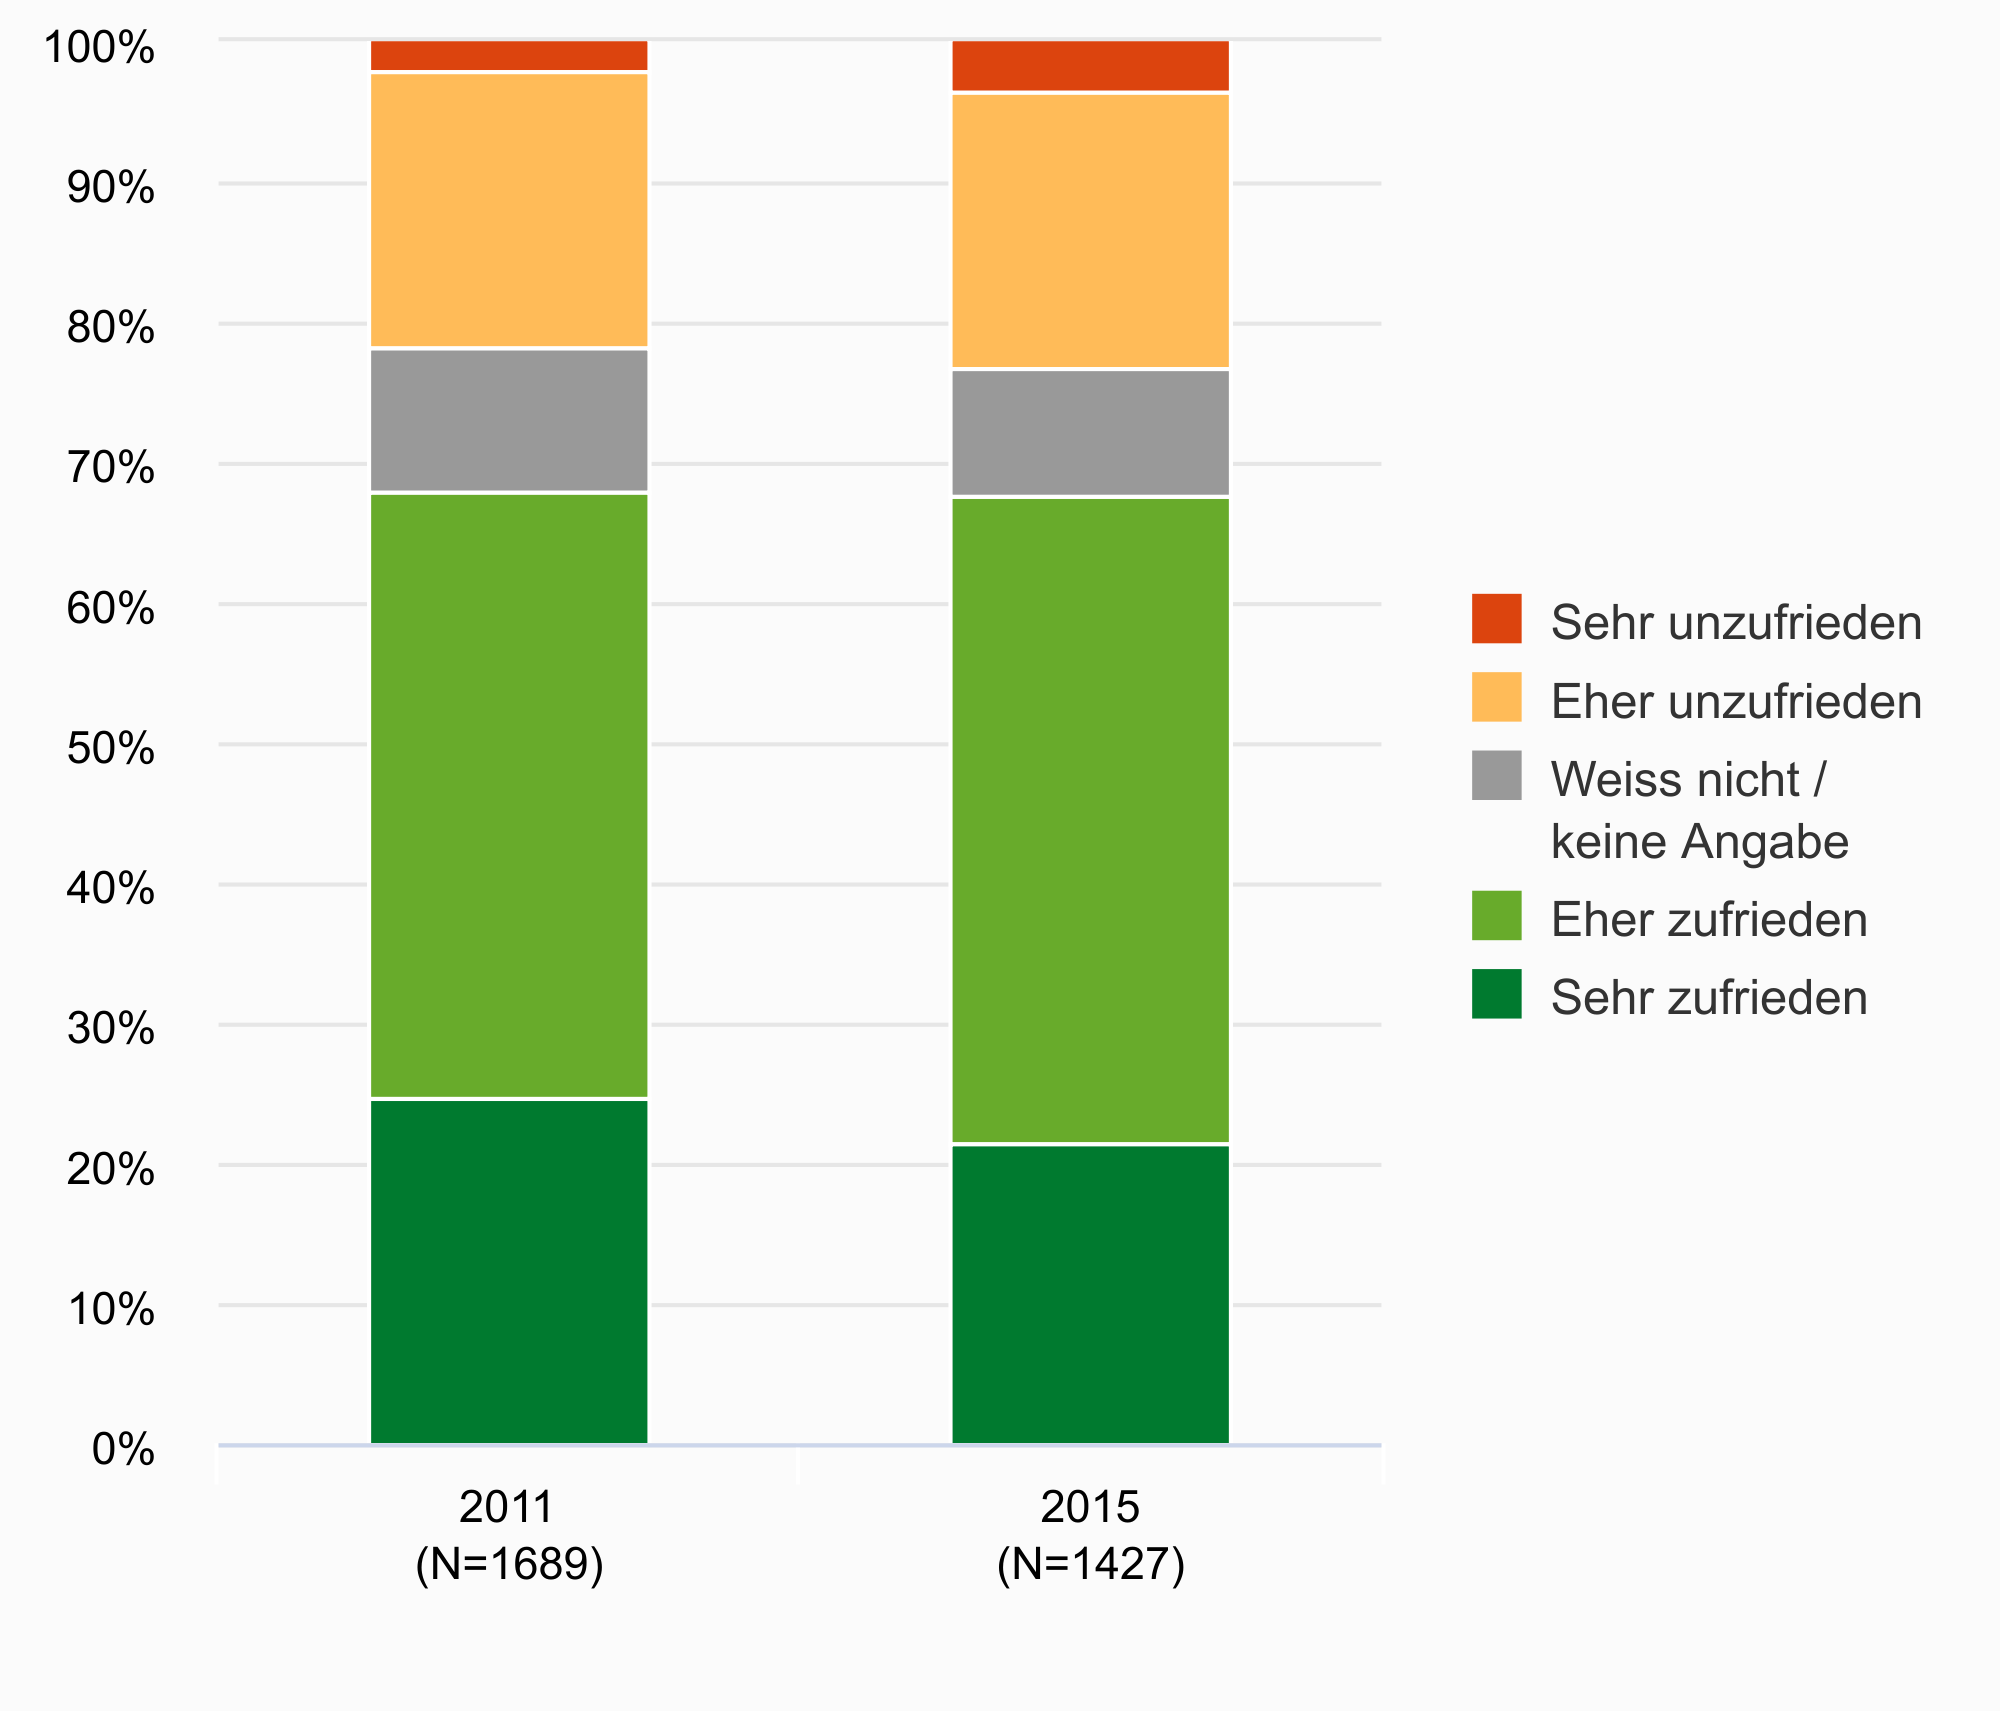 100%
90%
80%
70%
60%
50%
40%
30%
20%
10%
0%
2011
(N=1689)
2015
(N=1427)
Sehr unzufrieden
Eher unzufrieden
Weiss nicht /
keine Angabe
Eher zufrieden
Sehr zufrieden